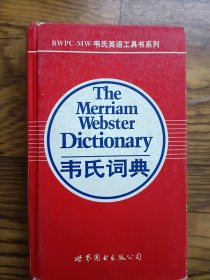 BWPC-MW 韦氏英语工具书系列
The
Merriam
Webster
Dictionary
韦氏词典
世界图书出版公司